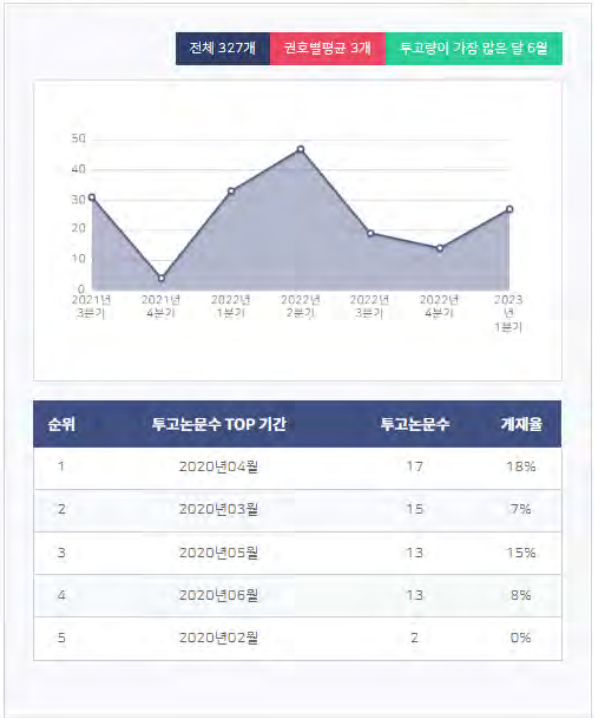 전체 327개 권호별평균 3개 투고량이 가장 많은 달 6월
50
40
30
20
10
0
2021년 2021년 2022년 2022년 2022년 2022년 2023
3분기 4분기 1분기 2분기 3분기 4분기 년
1분기
순위 투고논문수 TOP 기간 투고논문수 게재율
1 2020년04월 17 18%
2 2020년03월 15 7%
3 2020년05월 13 15%
4 2020년06월 13 8%
5 2020년02월 2 0%